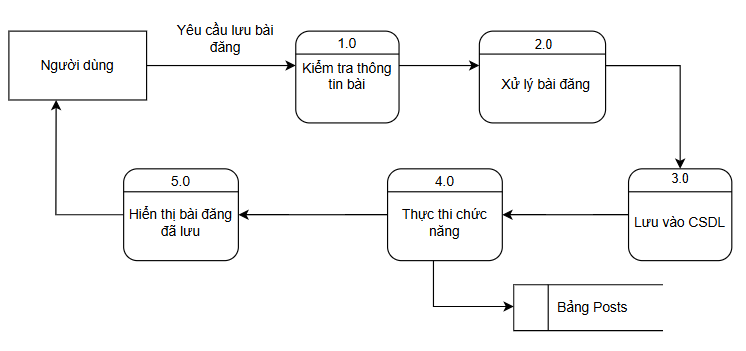 Người dùng
Yêu cầu lưu bài
đăng
1.0
Kiểm tra thông
tin bài
2.0
Xử lý bài đăng
3.0
Lưu vào CSDL
4.0
Thực thi chức
năng
5.0
Hiển thị bài đăng
đã lưu
Bảng Posts